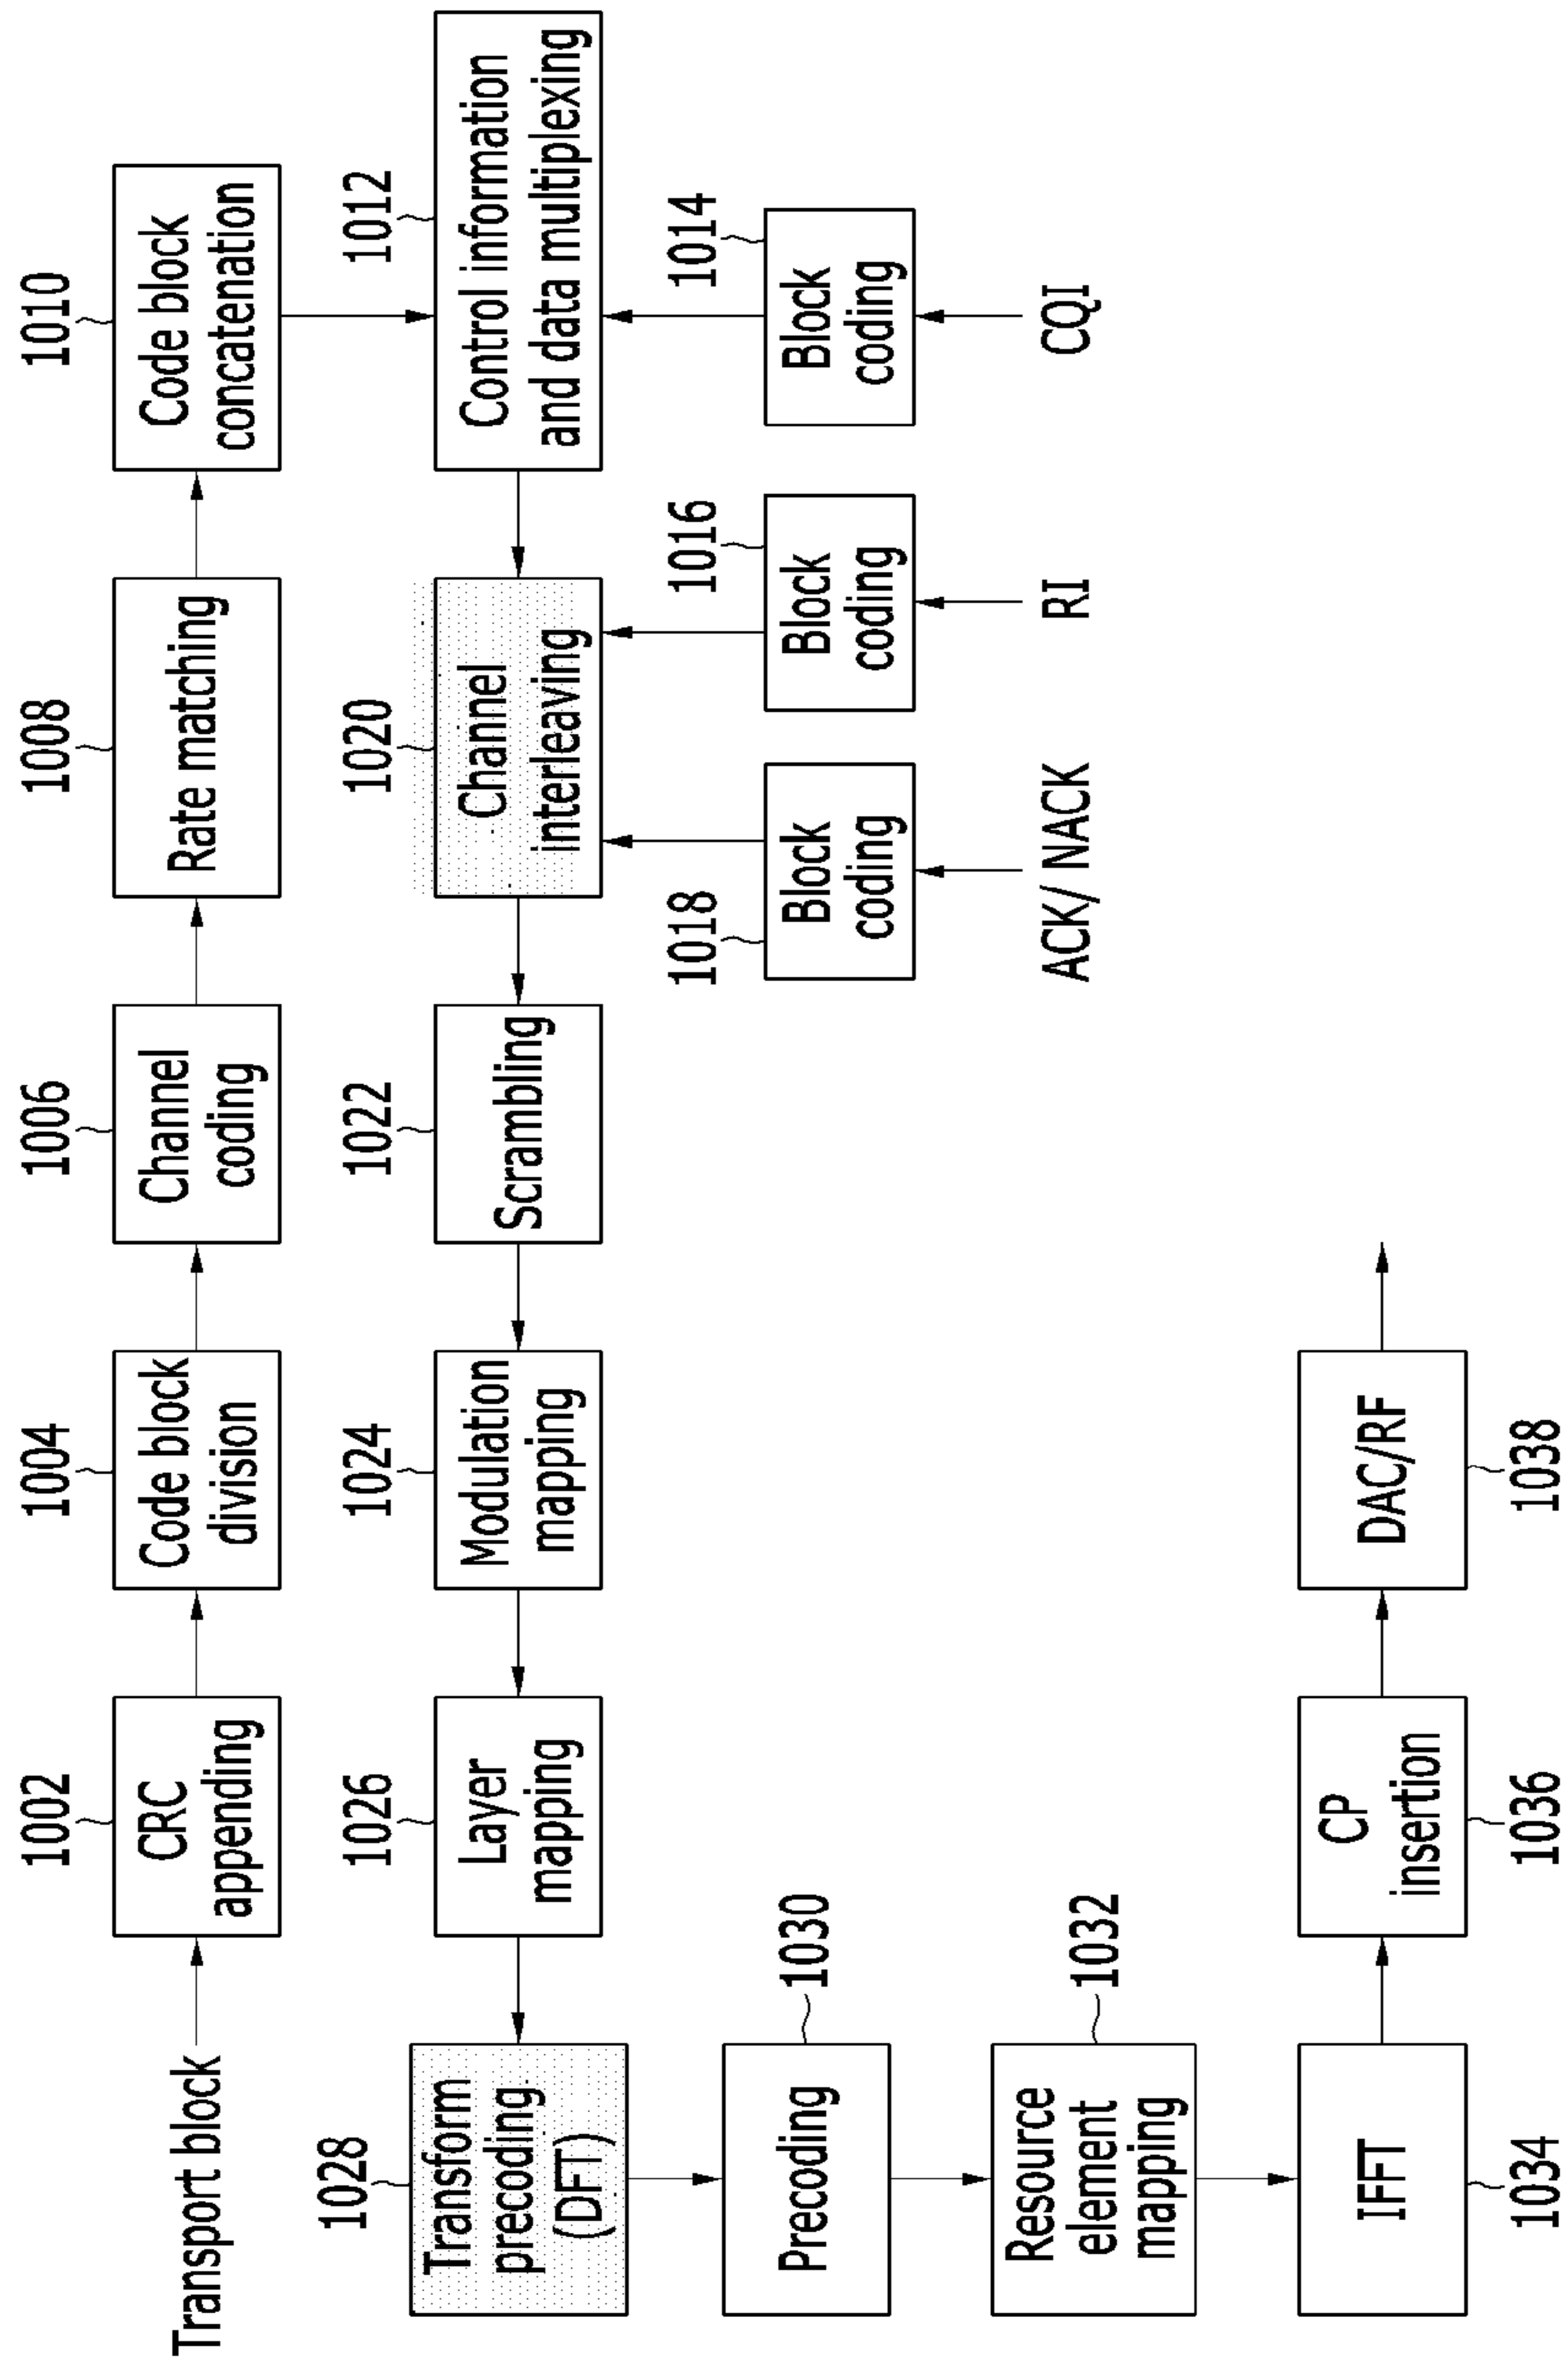 1002
1004
1006
1008
1010
Transport block
CRC
appending
Code block
division
Channel
coding
Rate matching
Code block
concatenation
1028
1026
1024
1022
1020
1012
Transform
precoding
(DFT)
Layer
mapping
Modulation
mapping
Scrambling
Channel
interleaving
Control information
and data multiplexing
1018
1016
1014
1030
Precoding
Block
coding
Block
coding
Block
coding
ACK/ NACK
RI
CQI
1032
Resource
element
mapping
IFFT
CP
insertion
DAC/RF
1034
1036
1038